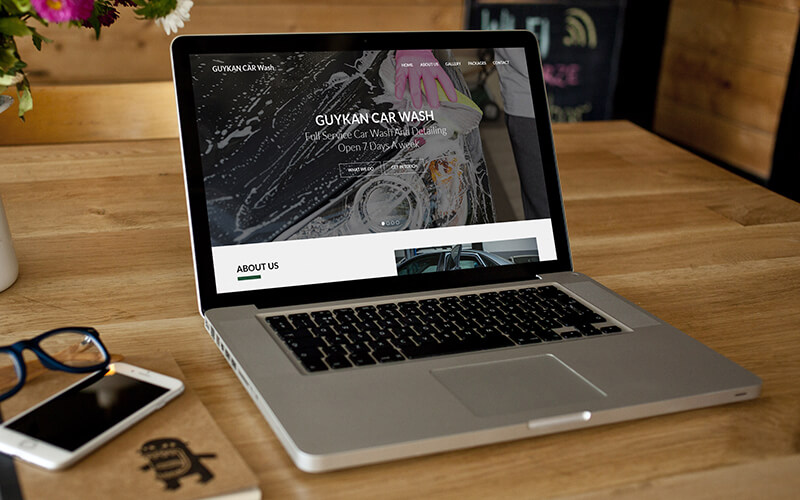 GUYKAN CAR Wash
HOME ABOUT US GALLERY PACKAGES CONTACT
GUYKAN CAR WASH
Full Service Car Wash And Detailing
Open 7 Days A week
WHAT WE DO GET IN TOUCH
ABOUT US